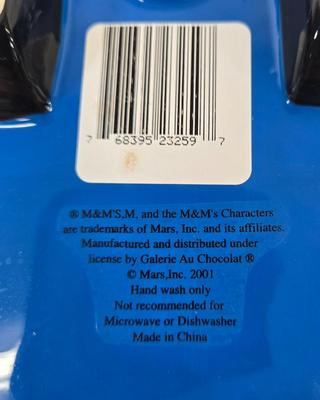 7 68395 23259 7
® M&M'S,M, and the M&M's Characters
are trademarks of Mars, Inc. and its affiliates.
Manufactured and distributed under
license by Galerie Au Chocolat ®
© Mars,Inc. 2001
Hand wash only
Not recommended for
Microwave or Dishwasher
Made in China